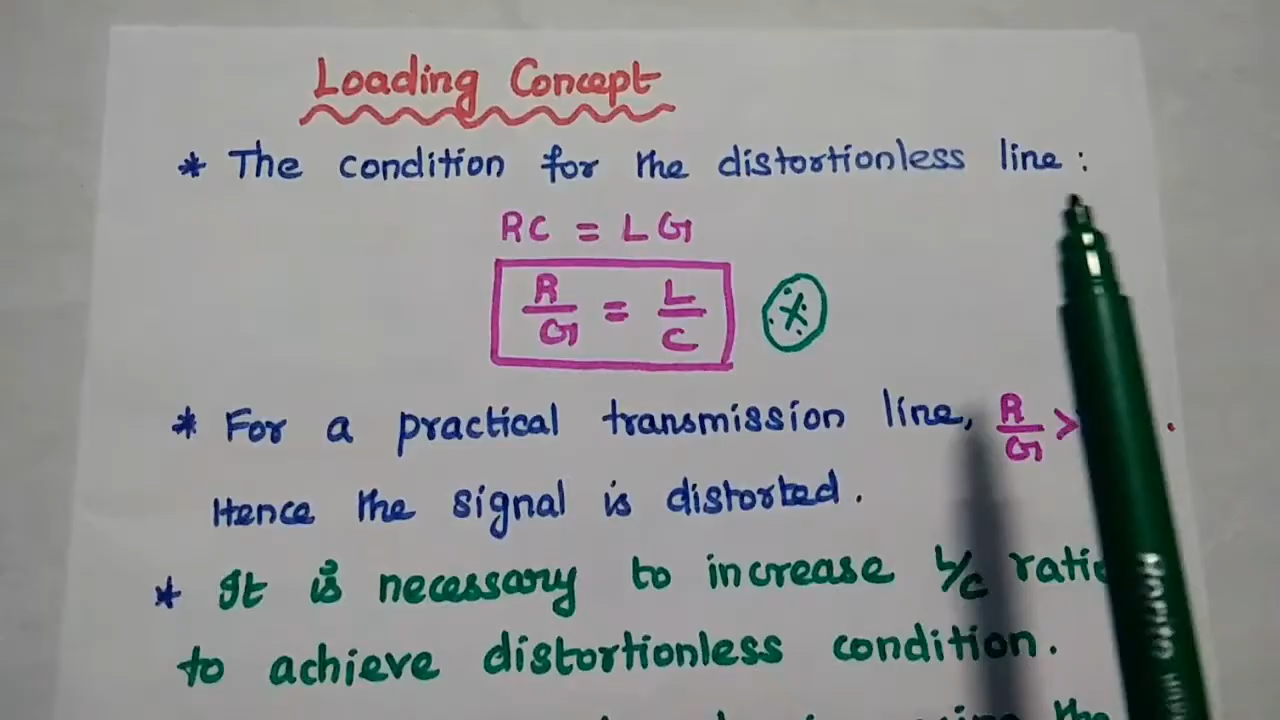 Loading Concept
* The condition for the distortionless line:
RC = LG
R/G = L/C *
* For a practical transmission line, R/G >
Hence the signal is distorted.
* It is necessary to increase L/C ratio
to achieve distortionless condition.
the